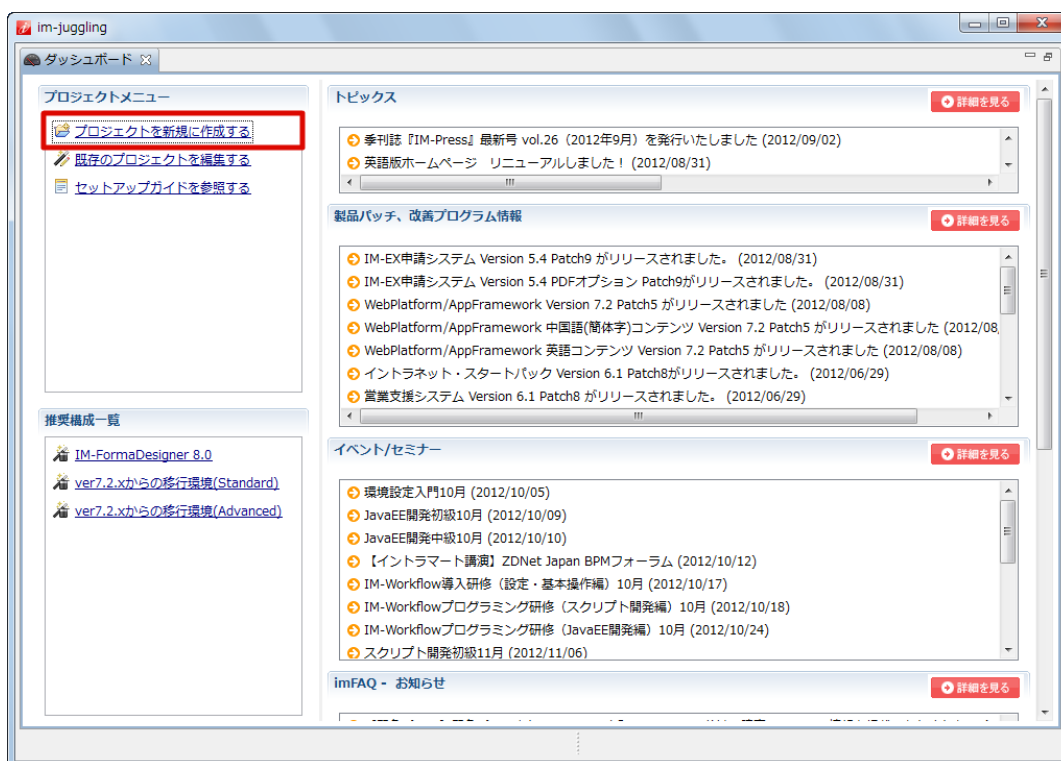 im-juggling
ダッシュボード
プロジェクトメニュー
プロジェクトを新規に作成する
既存のプロジェクトを編集する
セットアップガイドを参照する
推奨構成一覧
IM-FormaDesigner 8.0
ver7.2.xからの移行環境(Standard)
ver7.2.xからの移行環境(Advanced)
トピックス
詳細を見る
季刊誌『IM-Press』最新号 vol.26（2012年9月）を発行いたしました (2012/09/02)
英語版ホームページ　リニューアルしました！ (2012/08/31)
製品パッチ、改善プログラム情報
詳細を見る
IM-EX申請システム Version 5.4 Patch9 がリリースされました。 (2012/08/31)
IM-EX申請システム Version 5.4 PDFオプション Patch9がリリースされました。 (2012/08/31)
WebPlatform/AppFramework Version 7.2 Patch5 がリリースされました (2012/08/08)
WebPlatform/AppFramework 中国語(簡体字)コンテンツ Version 7.2 Patch5 がリリースされました (2012/08,
WebPlatform/AppFramework 英語コンテンツ Version 7.2 Patch5 がリリースされました (2012/08/08)
イントラネット・スタートパック Version 6.1 Patch8がリリースされました。 (2012/06/29)
営業支援システム Version 6.1 Patch8 がリリースされました。 (2012/06/29)
イベント/セミナー
詳細を見る
環境設定入門10月 (2012/10/05)
JavaEE開発初級10月 (2012/10/09)
JavaEE開発中級10月 (2012/10/10)
【イントラマート講演】ZDNet Japan BPMフォーラム (2012/10/12)
IM-Workflow導入研修（設定・基本操作編）10月 (2012/10/17)
IM-Workflowプログラミング研修（スクリプト開発編）10月 (2012/10/18)
IM-Workflowプログラミング研修（JavaEE開発編）10月 (2012/10/24)
スクリプト開発初級11月 (2012/11/06)
imFAQ - お知らせ
詳細を見る